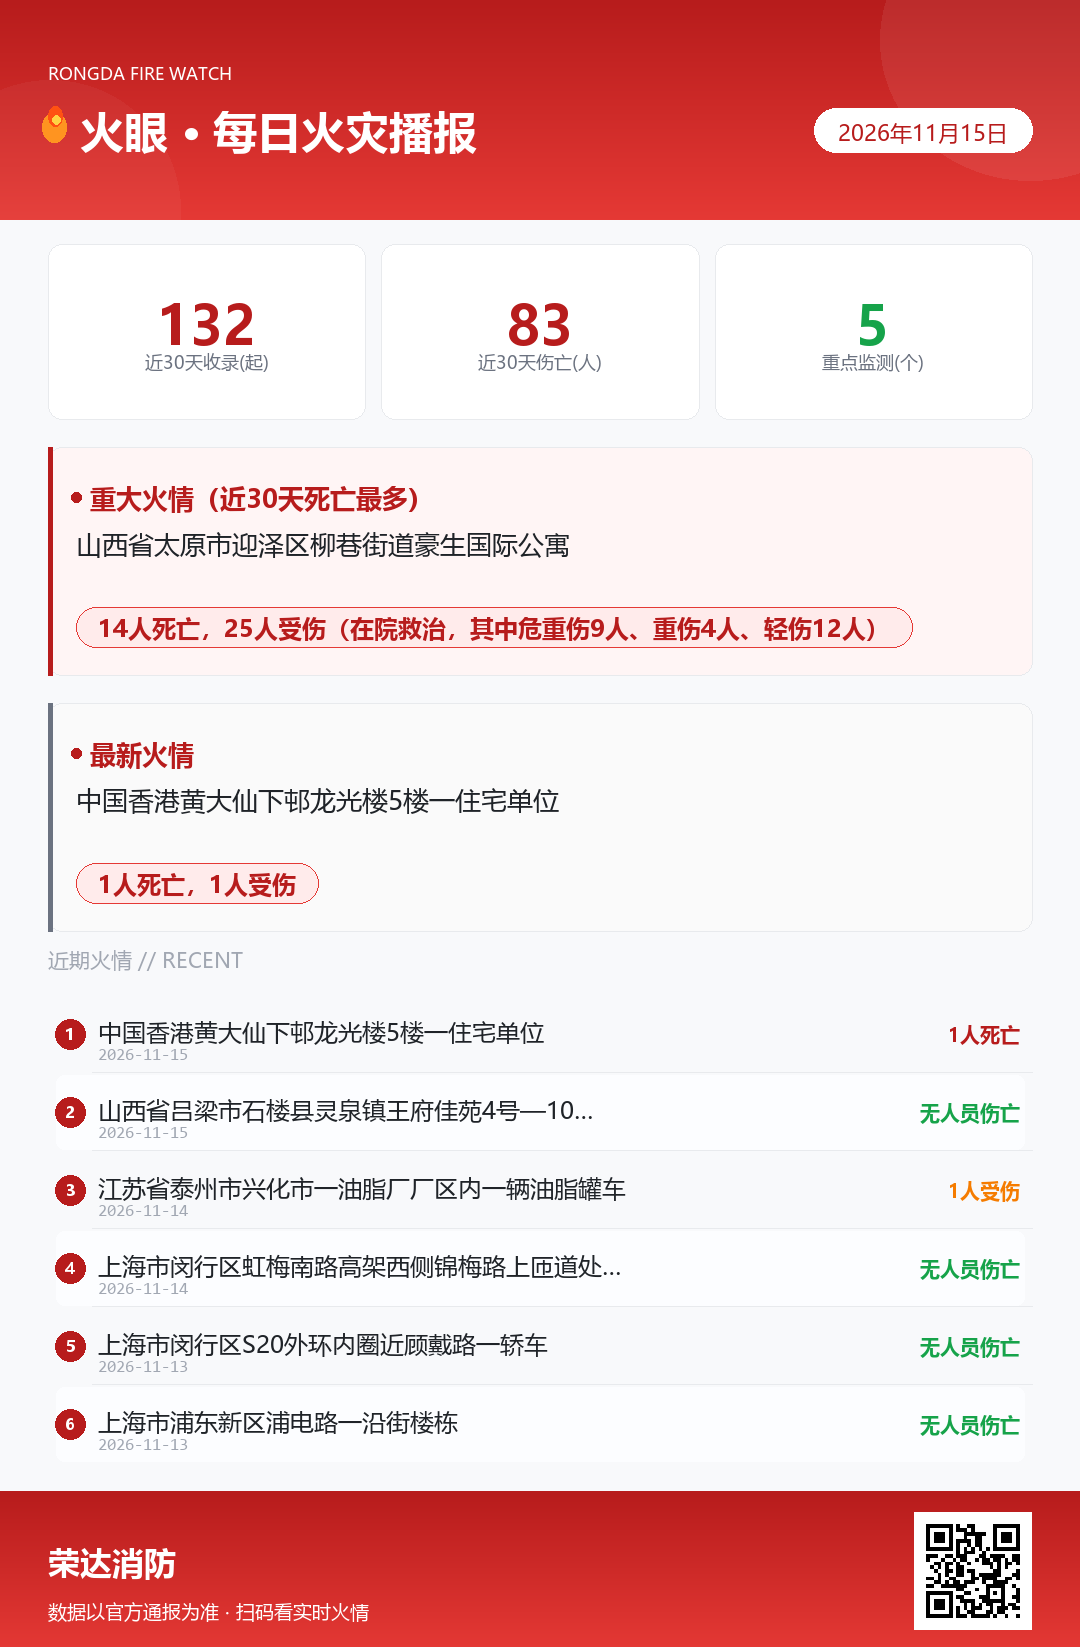 RONGDA FIRE WATCH
火眼·每日火灾播报
2026年11月15日
132
近30天收录(起)
83
近30天伤亡(人)
5
重点监测(个)
重大火情（近30天死亡最多）
山西省太原市迎泽区柳巷街道豪生国际公寓
14人死亡，25人受伤（在院救治，其中危重伤9人、重伤4人、轻伤12人）
最新火情
中国香港黄大仙下邨龙光楼5楼一住宅单位
1人死亡，1人受伤
近期火情 // RECENT
1 中国香港黄大仙下邨龙光楼5楼一住宅单位 1人死亡
2026-11-15
2 山西省吕梁市石楼县灵泉镇王府佳苑4号—10... 无人员伤亡
2026-11-15
3 江苏省泰州市兴化市一油脂厂厂区内一辆油脂罐车 1人受伤
2026-11-14
4 上海市闵行区虹梅南路高架西侧锦梅路上匝道处... 无人员伤亡
2026-11-14
5 上海市闵行区S20外环内圈近顾戴路一轿车 无人员伤亡
2026-11-13
6 上海市浦东新区浦电路一沿街楼栋 无人员伤亡
2026-11-13
荣达消防
数据以官方通报为准 · 扫码看实时火情